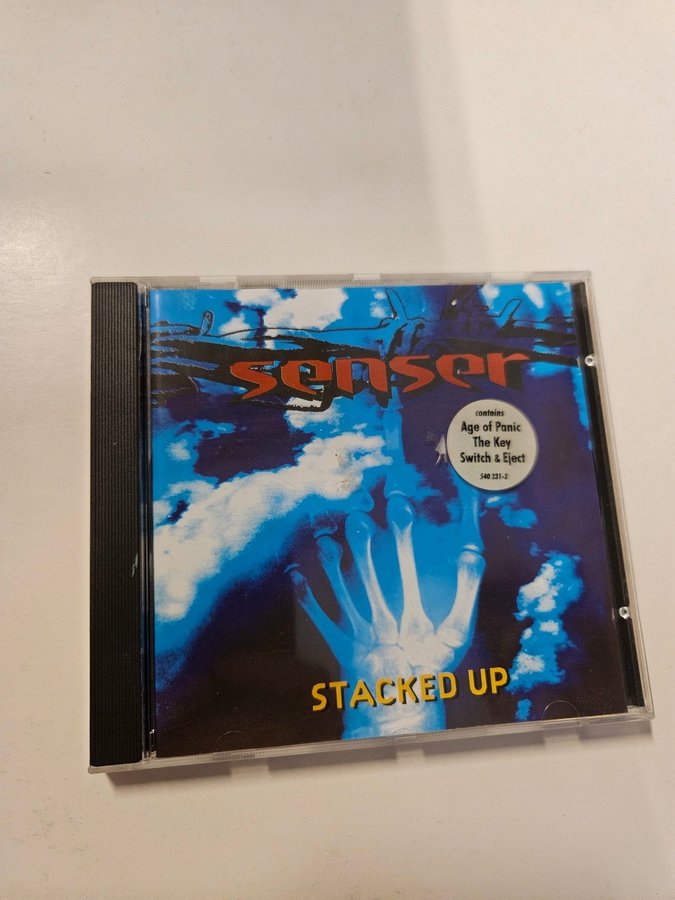 senser
contains
Age of Panic
The Key
Switch & Eject
540 231-2
STACKED UP